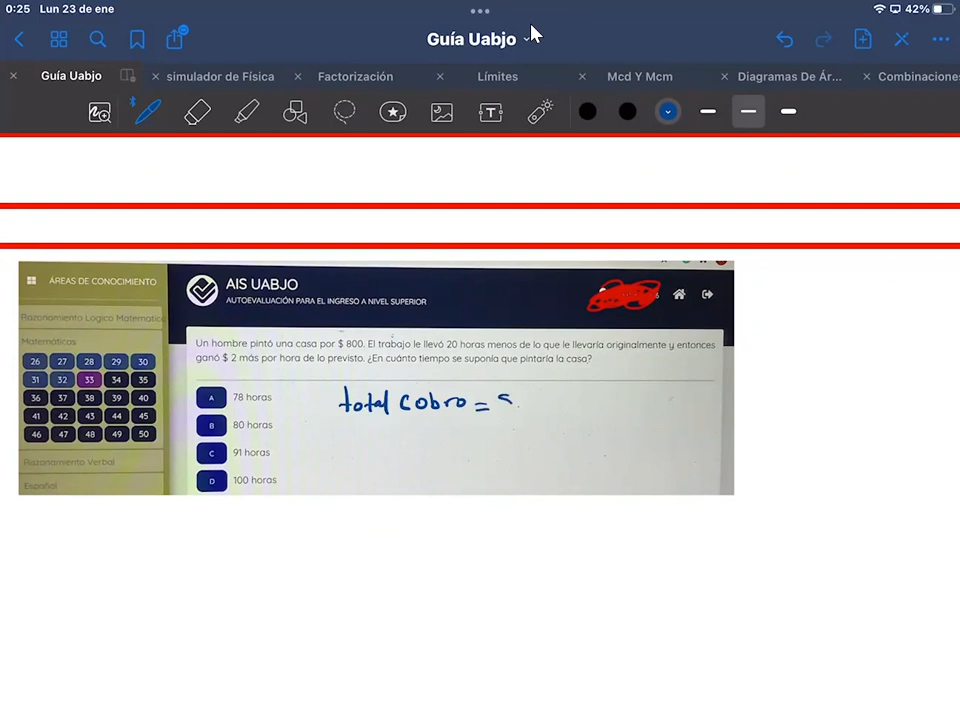 0:25 Lun 23 de ene 42%
Guía Uabjo
Guía Uabjo simulador de Física Factorización Límites Mcd Y Mcm Diagramas De Ár... Combinaciones
ÁREAS DE CONOCIMIENTO
AIS UABJO
AUTOEVALUACIÓN PARA EL INGRESO A NIVEL SUPERIOR
Razonamiento Logico Matematico
Matemáticas
26 27 28 29 30
31 32 33 34 35
36 37 38 39 40
41 42 43 44 45
46 47 48 49 50
Razonamiento Verbal
Español
Un hombre pintó una casa por $ 800. El trabajo le llevó 20 horas menos de lo que le llevaría originalmente y entonces
ganó $ 2 más por hora de lo previsto. ¿En cuánto tiempo se suponía que pintaría la casa?
A 78 horas
B 80 horas
C 91 horas
D 100 horas
total cobro =